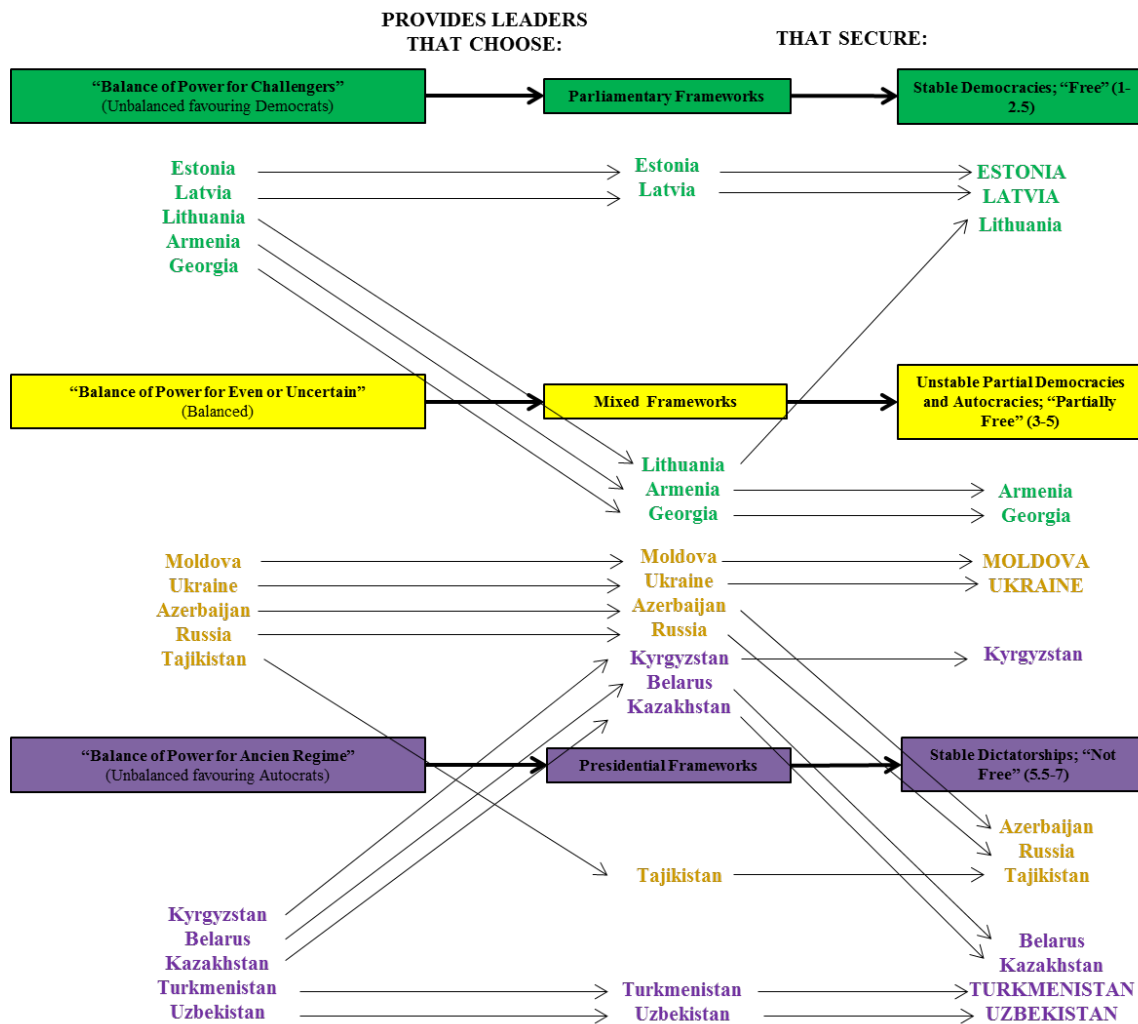 PROVIDES LEADERS
THAT CHOOSE:
THAT SECURE:
“Balance of Power for Challengers”
(Unbalanced favouring Democrats)
Parliamentary Frameworks
Stable Democracies; “Free” (1-
2.5)
Estonia
Latvia
Lithuania
Armenia
Georgia
Estonia
Latvia
ESTONIA
LATVIA
Lithuania
“Balance of Power for Even or Uncertain”
(Balanced)
Mixed Frameworks
Unstable Partial Democracies
and Autocracies; “Partially
Free” (3-5)
Lithuania
Armenia
Georgia
Armenia
Georgia
Moldova
Ukraine
Azerbaijan
Russia
Tajikistan
Moldova
Ukraine
Azerbaijan
Russia
Kyrgyzstan
Belarus
Kazakhstan
MOLDOVA
UKRAINE
Kyrgyzstan
“Balance of Power for Ancien Regime”
(Unbalanced favouring Autocrats)
Presidential Frameworks
Stable Dictatorships; “Not
Free” (5.5-7)
Tajikistan
Azerbaijan
Russia
Tajikistan
Kyrgyzstan
Belarus
Kazakhstan
Turkmenistan
Uzbekistan
Turkmenistan
Uzbekistan
Belarus
Kazakhstan
TURKMENISTAN
UZBEKISTAN